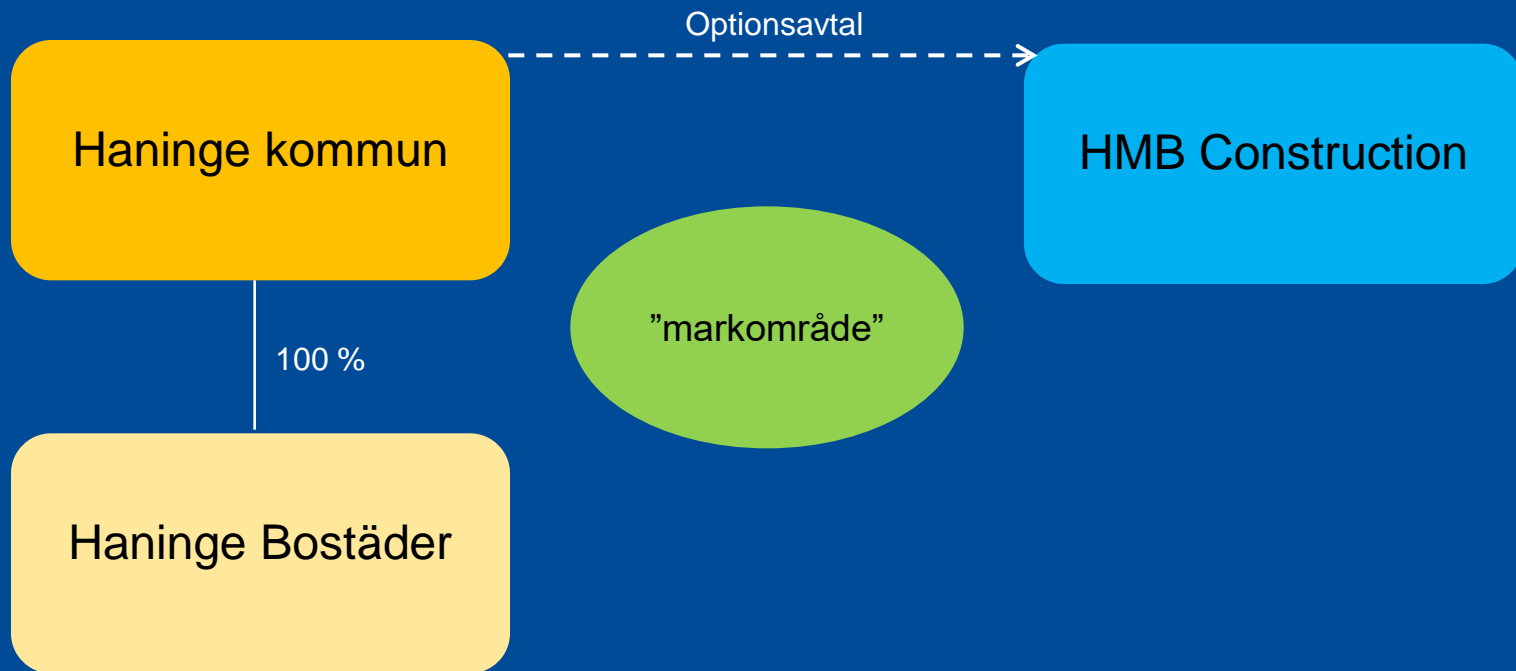 Optionsavtal
Haninge kommun
HMB Construction
”markområde”
100 %
Haninge Bostäder